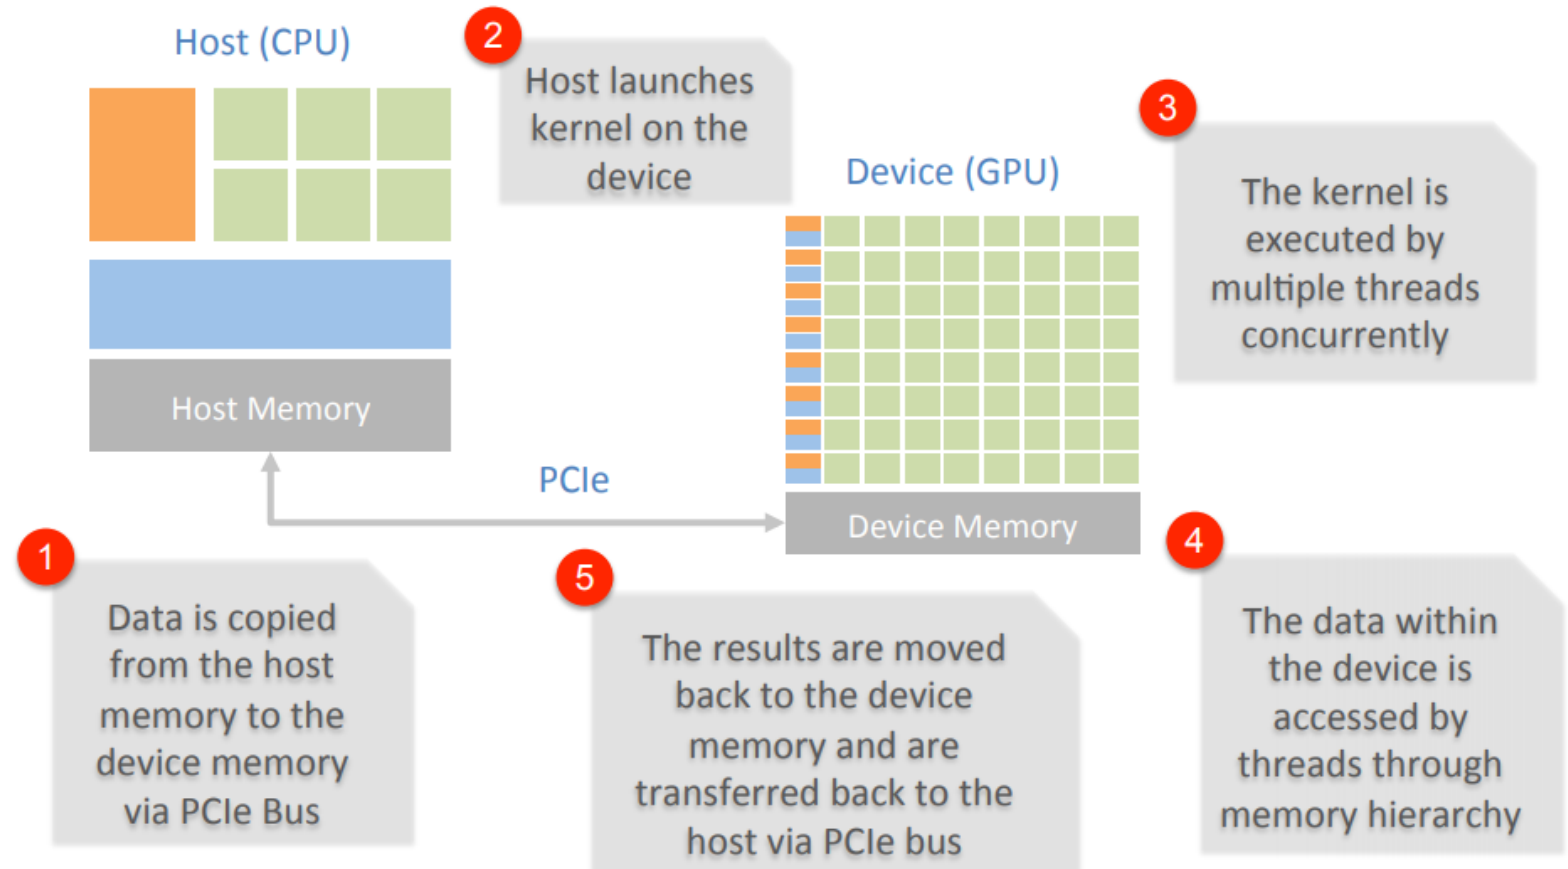 Host (CPU)
2
Host launches
kernel on the
device
3
The kernel is
executed by
multiple threads
concurrently
Device (GPU)
Host Memory
PCIe
Device Memory
1
Data is copied
from the host
memory to the
device memory
via PCIe Bus
5
The results are moved
back to the device
memory and are
transferred back to the
host via PCIe bus
4
The data within
the device is
accessed by
threads through
memory hierarchy